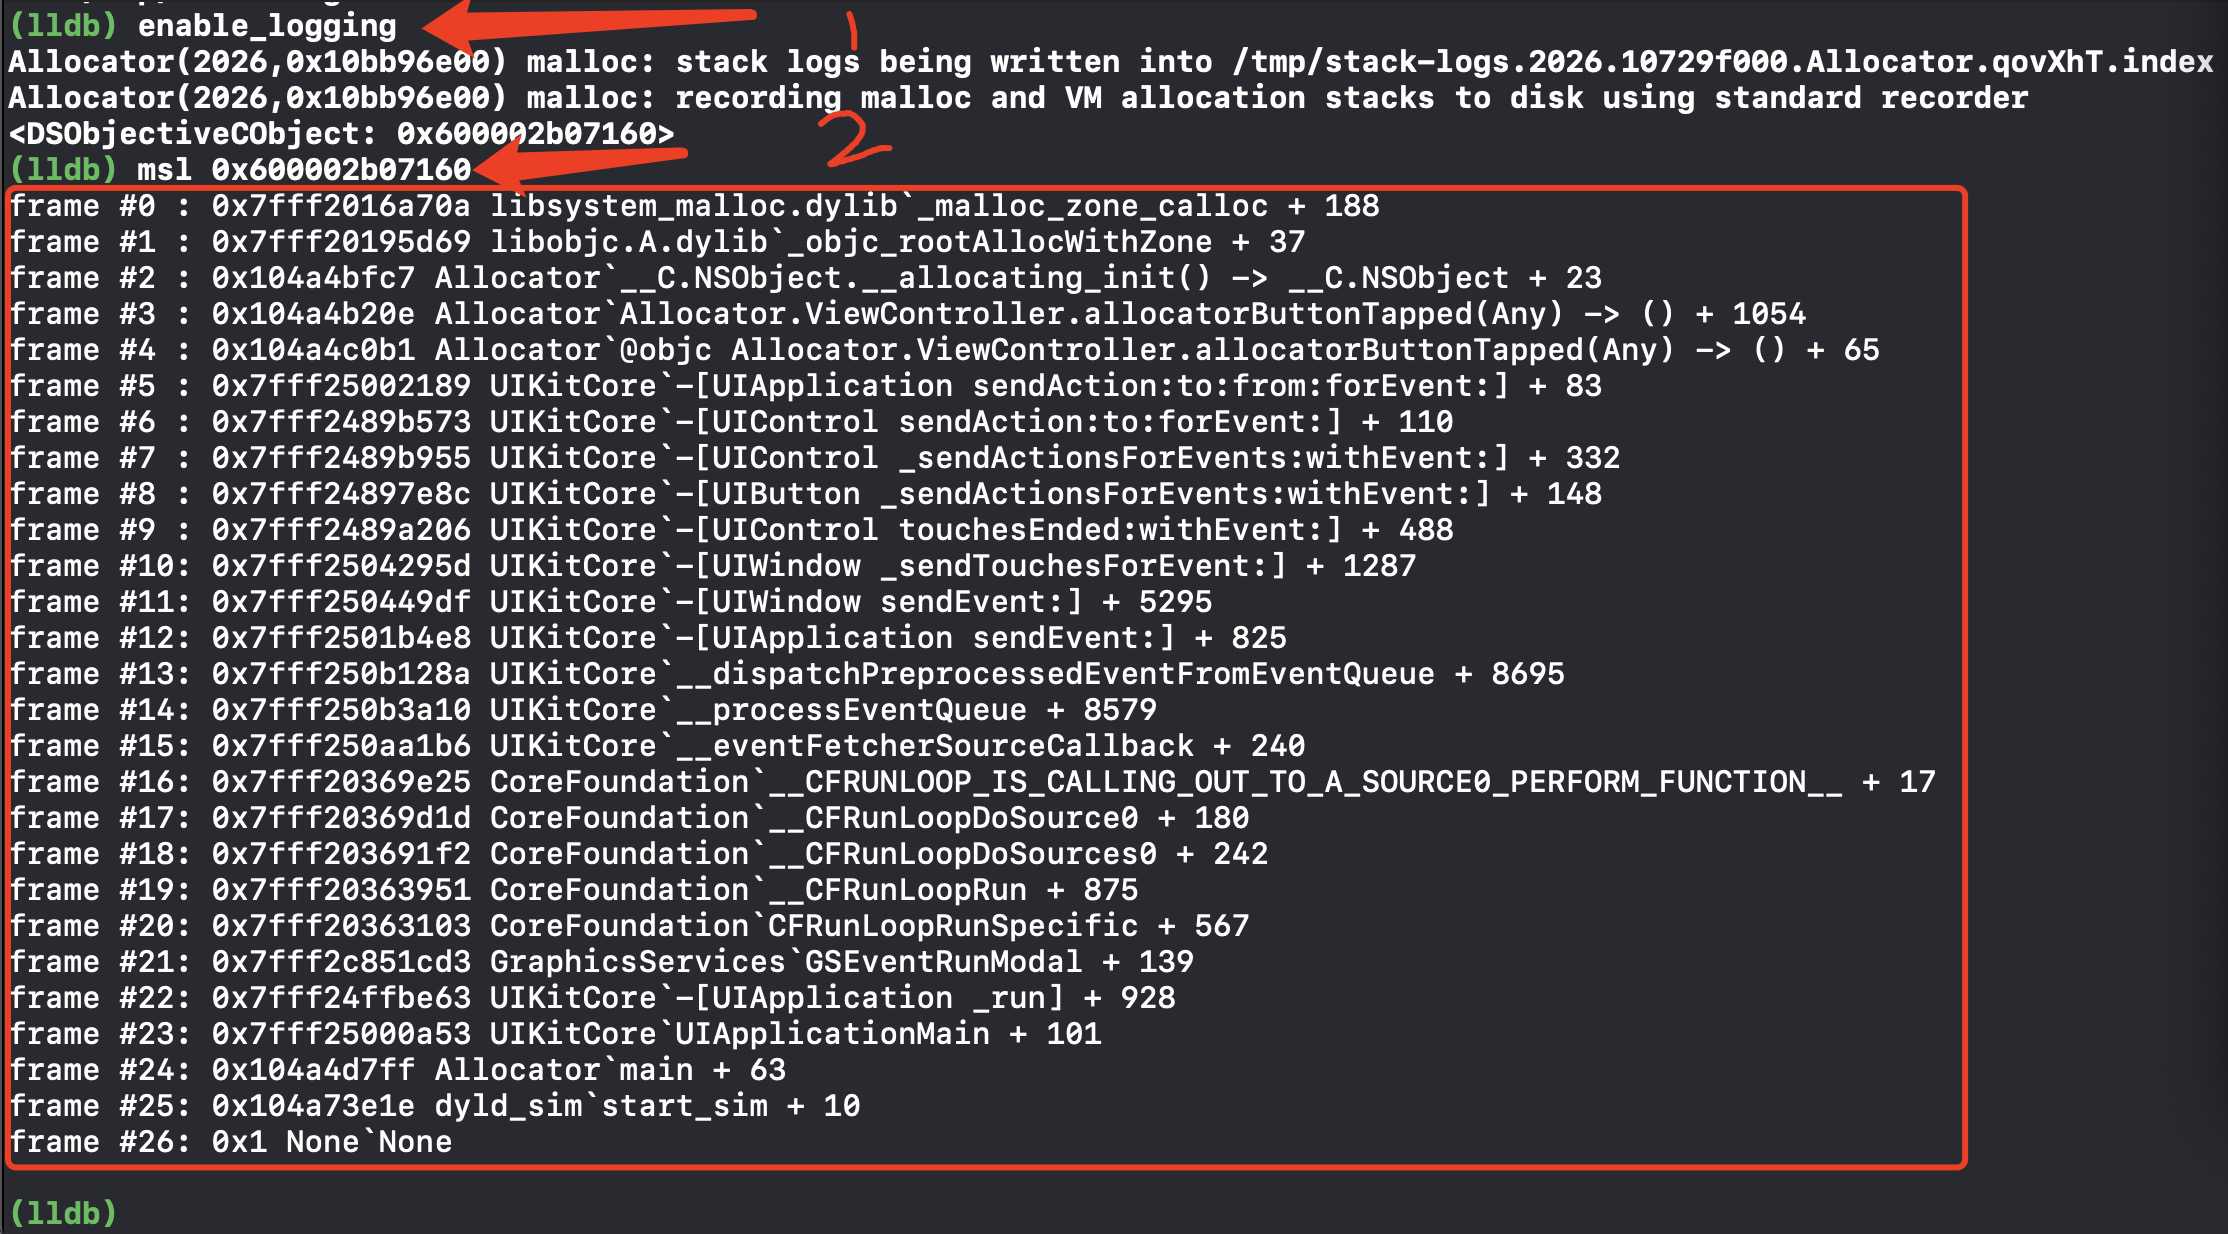 (lldb) enable_logging
1
Allocator(2026,0x10bb96e00) malloc: stack logs being written into /tmp/stack-logs.2026.10729f000.Allocator.qovXhT.index
Allocator(2026,0x10bb96e00) malloc: recording malloc and VM allocation stacks to disk using standard recorder
<DSObjectiveCObject: 0x600002b07160>
2
(lldb) msl 0x600002b07160
frame #0 : 0x7fff2016a70a libsystem_malloc.dylib`_malloc_zone_calloc + 188
frame #1 : 0x7fff20195d69 libobjc.A.dylib`_objc_rootAllocWithZone + 37
frame #2 : 0x104a4bfc7 Allocator`__C.NSObject.__allocating_init() -> __C.NSObject + 23
frame #3 : 0x104a4b20e Allocator`Allocator.ViewController.allocatorButtonTapped(Any) -> () + 1054
frame #4 : 0x104a4c0b1 Allocator`@objc Allocator.ViewController.allocatorButtonTapped(Any) -> () + 65
frame #5 : 0x7fff25002189 UIKitCore`-[UIApplication sendAction:to:from:forEvent:] + 83
frame #6 : 0x7fff2489b573 UIKitCore`-[UIControl sendAction:to:forEvent:] + 110
frame #7 : 0x7fff2489b955 UIKitCore`-[UIControl _sendActionsForEvents:withEvent:] + 332
frame #8 : 0x7fff24897e8c UIKitCore`-[UIButton _sendActionsForEvents:withEvent:] + 148
frame #9 : 0x7fff2489a206 UIKitCore`-[UIControl touchesEnded:withEvent:] + 488
frame #10: 0x7fff2504295d UIKitCore`-[UIWindow _sendTouchesForEvent:] + 1287
frame #11: 0x7fff250449df UIKitCore`-[UIWindow sendEvent:] + 5295
frame #12: 0x7fff2501b4e8 UIKitCore`-[UIApplication sendEvent:] + 825
frame #13: 0x7fff250b128a UIKitCore`__dispatchPreprocessedEventFromEventQueue + 8695
frame #14: 0x7fff250b3a10 UIKitCore`__processEventQueue + 8579
frame #15: 0x7fff250aa1b6 UIKitCore`__eventFetcherSourceCallback + 240
frame #16: 0x7fff20369e25 CoreFoundation`__CFRUNLOOP_IS_CALLING_OUT_TO_A_SOURCE0_PERFORM_FUNCTION__ + 17
frame #17: 0x7fff20369d1d CoreFoundation`__CFRunLoopDoSource0 + 180
frame #18: 0x7fff203691f2 CoreFoundation`__CFRunLoopDoSources0 + 242
frame #19: 0x7fff20363951 CoreFoundation`__CFRunLoopRun + 875
frame #20: 0x7fff20363103 CoreFoundation`CFRunLoopRunSpecific + 567
frame #21: 0x7fff2c851cd3 GraphicsServices`GSEventRunModal + 139
frame #22: 0x7fff24ffbe63 UIKitCore`-[UIApplication _run] + 928
frame #23: 0x7fff25000a53 UIKitCore`UIApplicationMain + 101
frame #24: 0x104a4d7ff Allocator`main + 63
frame #25: 0x104a73e1e dyld_sim`start_sim + 10
frame #26: 0x1 None`None
(lldb)